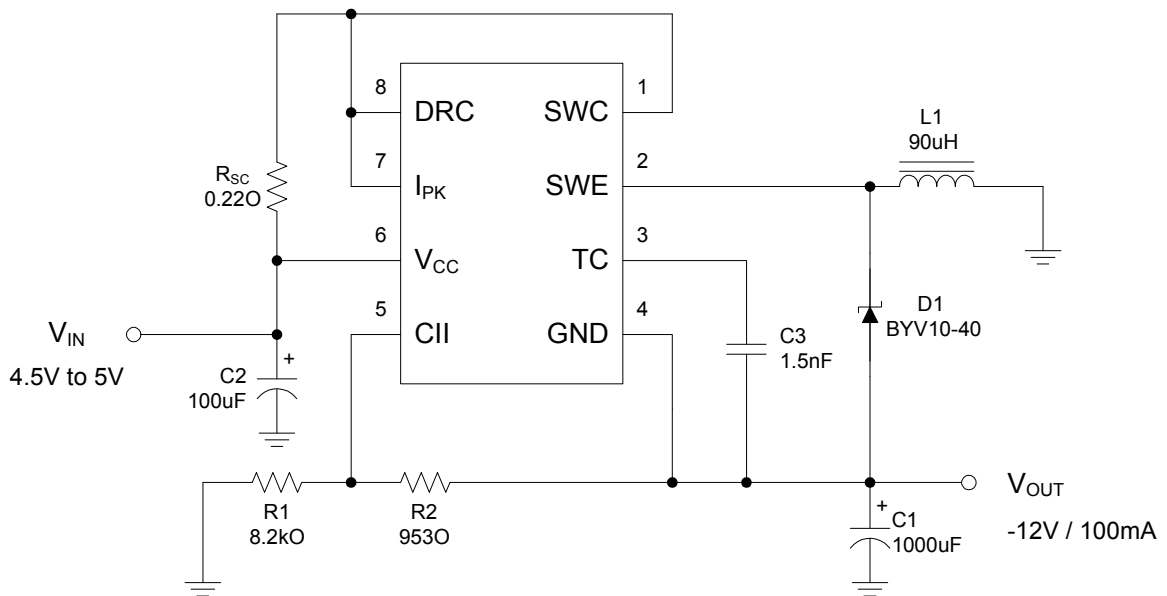 8
DRC
SWC
1
7
I_PK
SWE
2
6
V_CC
TC
3
5
CII
GND
4
R_SC
0.22O
L1
90uH
V_IN
4.5V to 5V
C2
100uF
+
C3
1.5nF
D1
BYV10-40
R1
8.2kO
R2
953O
+
C1
1000uF
V_OUT
-12V / 100mA